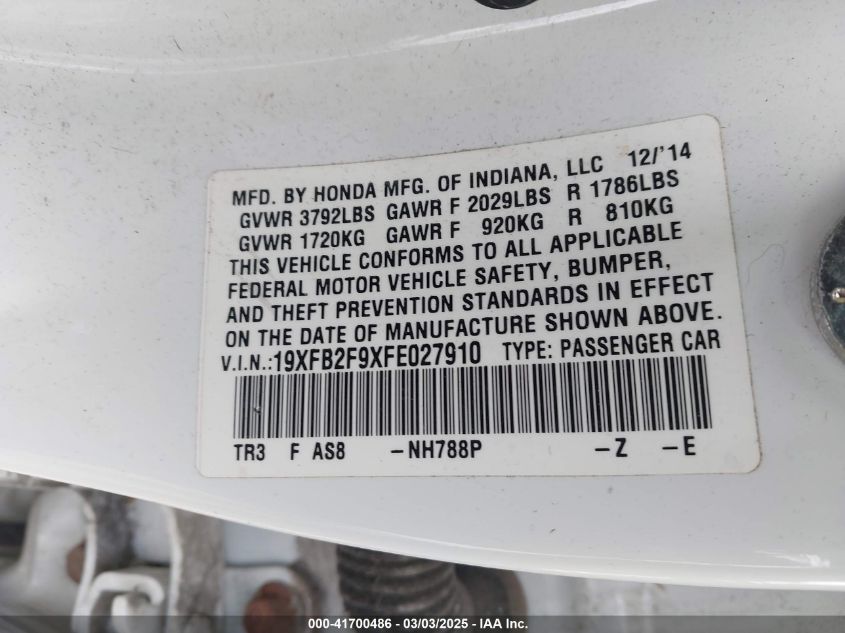 MFD. BY HONDA MFG. OF INDIANA, LLC 12/'14
GVWR 3792LBS GAWR F 2029LBS R 1786LBS
GVWR 1720KG GAWR F 920KG R 810KG
THIS VEHICLE CONFORMS TO ALL APPLICABLE
FEDERAL MOTOR VEHICLE SAFETY, BUMPER,
AND THEFT PREVENTION STANDARDS IN EFFECT
ON THE DATE OF MANUFACTURE SHOWN ABOVE.
V.I.N.:19XFB2F9XFE027910 TYPE: PASSENGER CAR
TR3 F AS8 –NH788P –Z –E
000-41700486 - 03/03/2025 - IAA Inc.